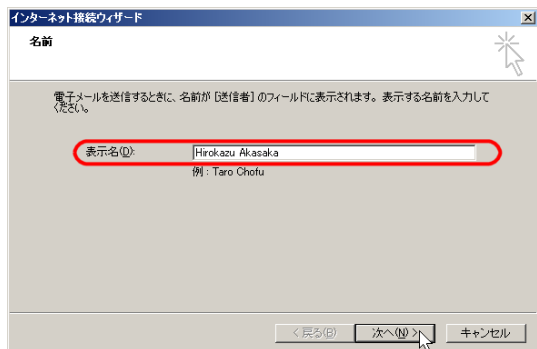 インターネット接続ウィザード
名前
電子メールを送信するときに、名前が [送信者] のフィールドに表示されます。表示する名前を入力して
ください。
表示名(D): Hirokazu Akasaka
例 : Taro Chofu
< 戻る(B) 次へ(N) > キャンセル